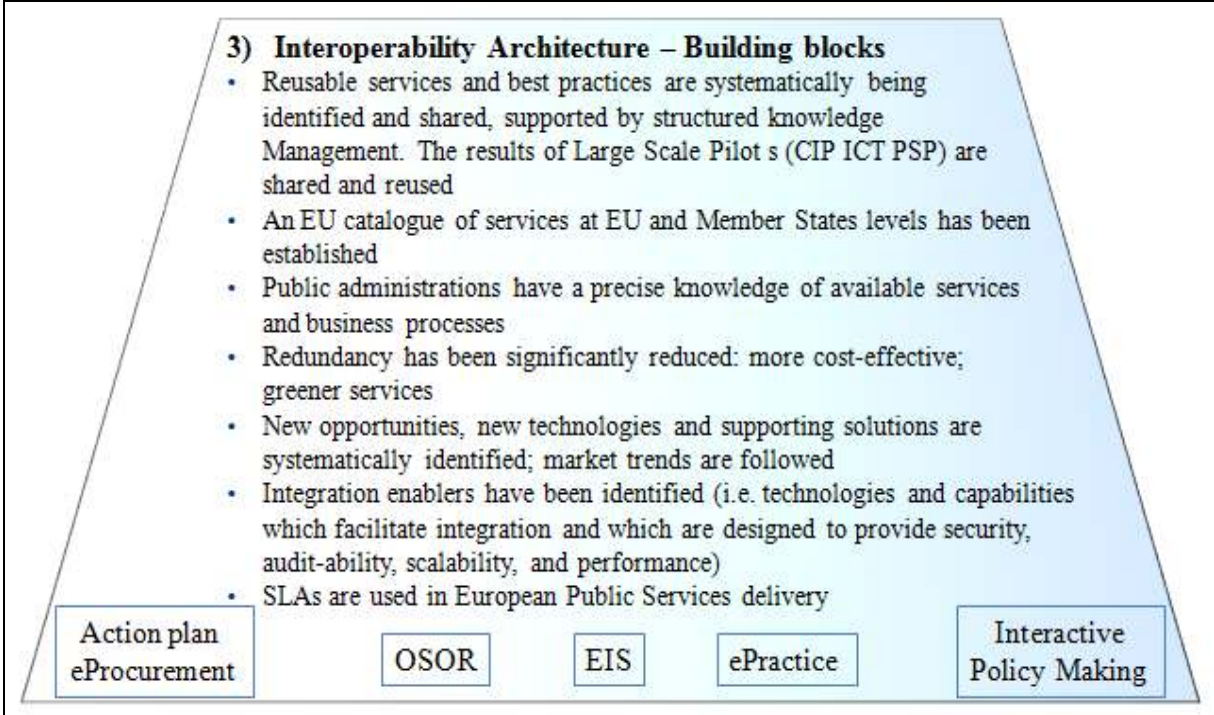 3) Interoperability Architecture – Building blocks
• Reusable services and best practices are systematically being
identified and shared, supported by structured knowledge
Management. The results of Large Scale Pilot s (CIP ICT PSP) are
shared and reused
• An EU catalogue of services at EU and Member States levels has been
established
• Public administrations have a precise knowledge of available services
and business processes
• Redundancy has been significantly reduced: more cost-effective;
greener services
• New opportunities, new technologies and supporting solutions are
systematically identified; market trends are followed
• Integration enablers have been identified (i.e. technologies and capabilities
which facilitate integration and which are designed to provide security,
audit-ability, scalability, and performance)
• SLAs are used in European Public Services delivery
Action plan
eProcurement
OSOR
EIS
ePractice
Interactive
Policy Making